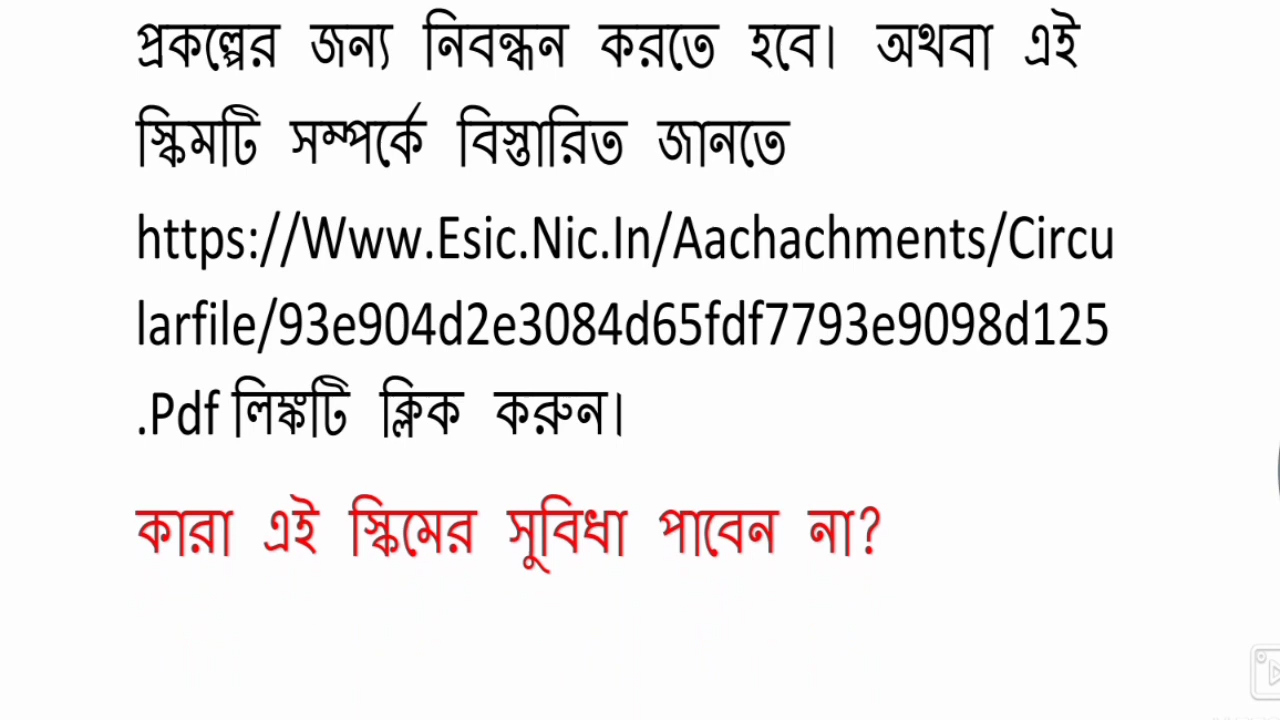 প্রকল্পের জন্য নিবন্ধন করতে হবে। অথবা এই
স্কিমটি সম্পর্কে বিস্তারিত জানতে
https://Www.Esic.Nic.In/Aachachments/Circu
larfile/93e904d2e3084d65fdf7793e9098d125
.Pdf লিঙ্কটি ক্লিক করুন।
কারা এই স্কিমের সুবিধা পাবেন না?